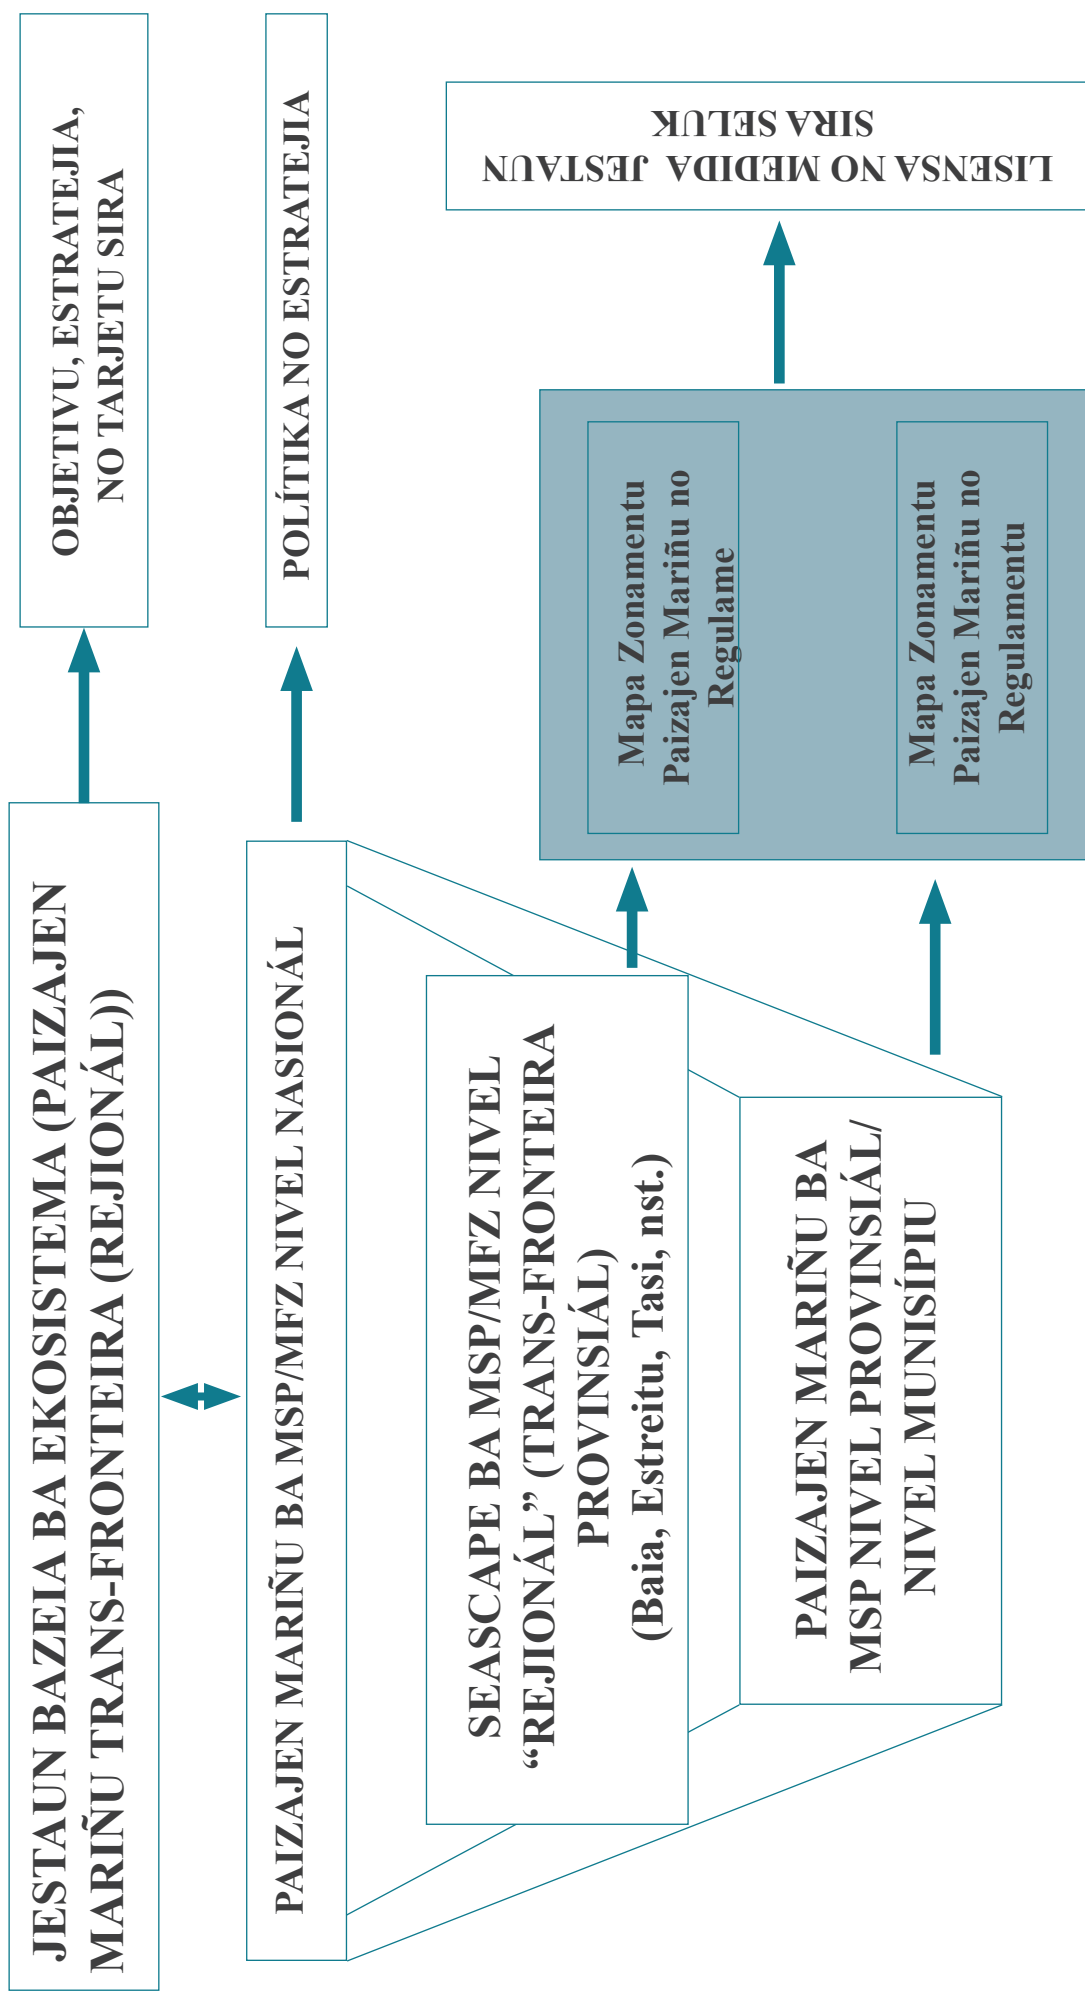 JESTAUN BAZEIA BA EKOSISTEMA (PAIZAJEN
MARIÑU TRANS-FRONTEIRA (REJIONÁL))
OBJETIVU, ESTRATEJIA,
NO TARJETU SIRA
PAIZAJEN MARIÑU BA MSP/MFZ NIVEL NASIONÁL
POLÍTIKA NO ESTRATEJIA
SEASCAPE BA MSP/MFZ NIVEL
“REJIONÁL” (TRANS-FRONTEIRA
PROVINSIÁL)
(Baia, Estreitu, Tasi, nst.)
Mapa Zonamentu
Paizajen Mariñu no
Regulame
PAIZAJEN MARIÑU BA
MSP NIVEL PROVINSIÁL/
NIVEL MUNISÍPIU
Mapa Zonamentu
Paizajen Mariñu no
Regulamentu
LISENSA NO MEDIDA JESTAUN
SIRA SELUK